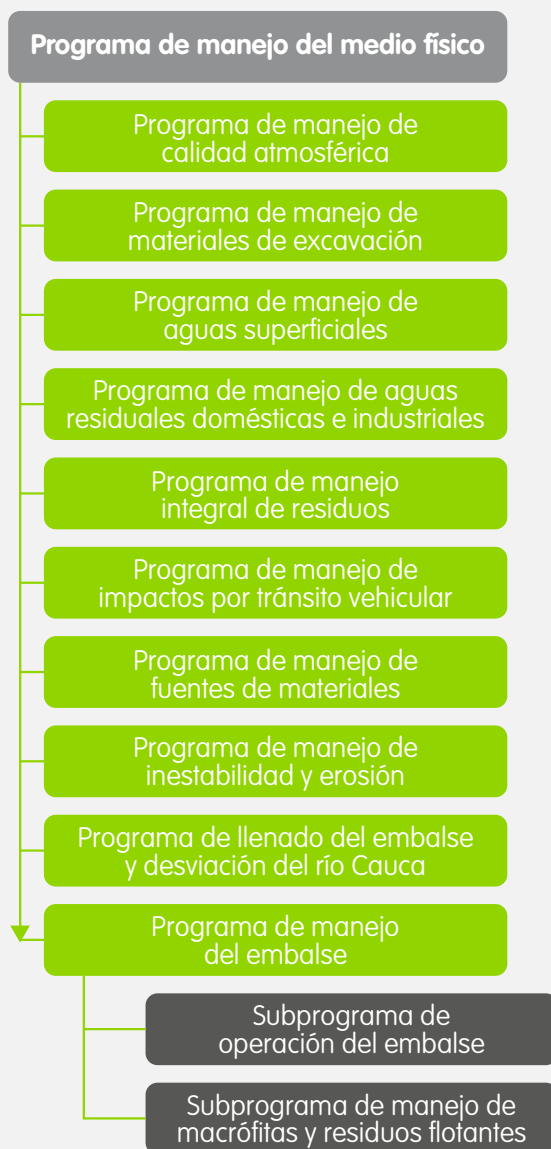 Programa de manejo del medio físico
Programa de manejo de
calidad atmosférica
Programa de manejo de
materiales de excavación
Programa de manejo de
aguas superficiales
Programa de manejo de aguas
residuales domésticas e industriales
Programa de manejo
integral de residuos
Programa de manejo de
impactos por tránsito vehicular
Programa de manejo de
fuentes de materiales
Programa de manejo de
inestabilidad y erosión
Programa de llenado del embalse
y desviación del río Cauca
Programa de manejo
del embalse
Subprograma de
operación del embalse
Subprograma de manejo de
macrófitas y residuos flotantes